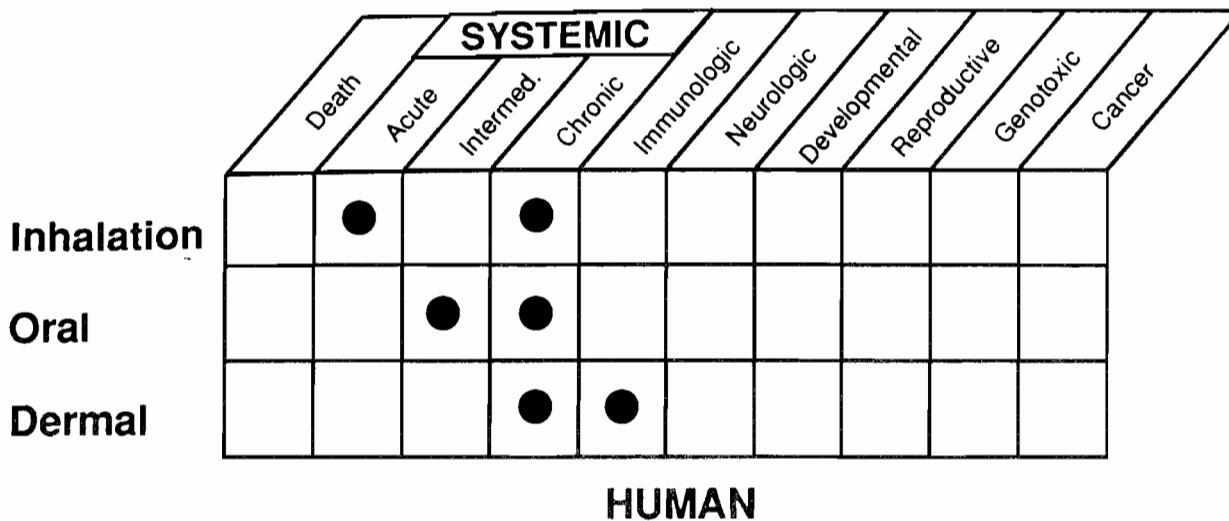 SYSTEMIC
Death
Acute
Intermed.
Chronic
Immunologic
Neurologic
Developmental
Reproductive
Genotoxic
Cancer
Inhalation
Oral
Dermal
HUMAN